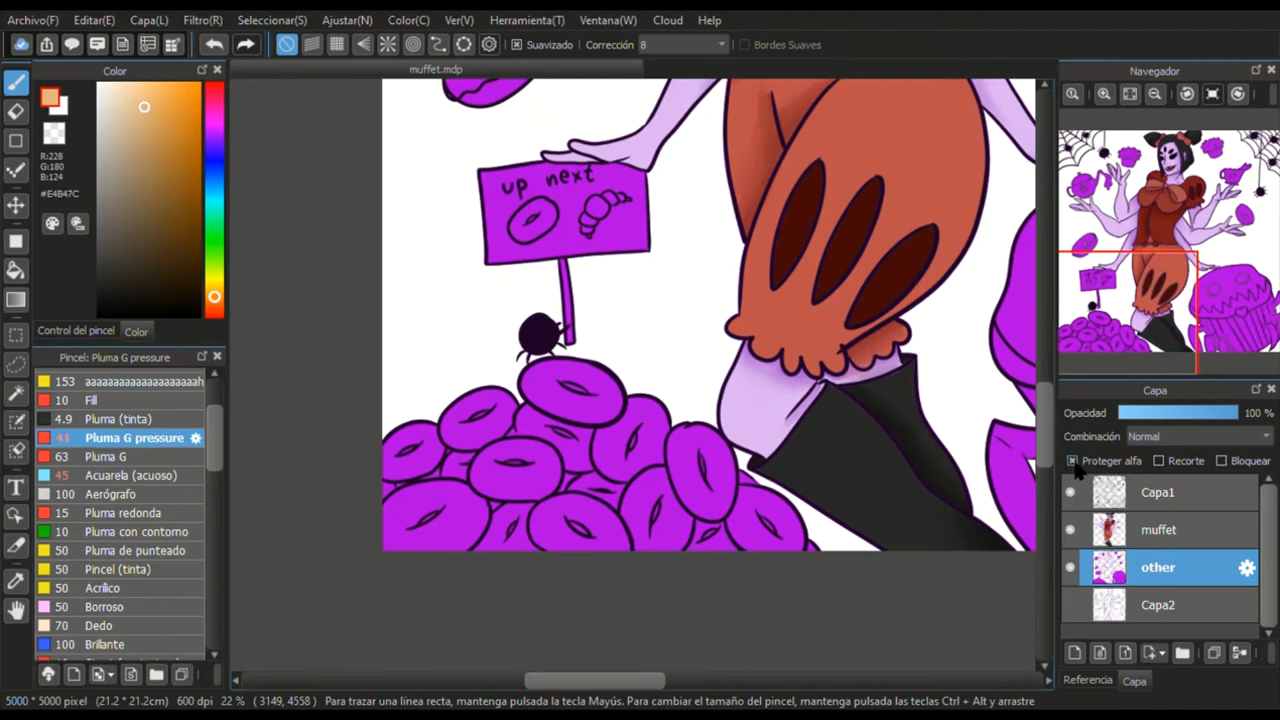 Archivo(F) Editar(E) Capa(L) Filtro(R) Seleccionar(S) Ajustar(N) Color(C) Ver(V) Herramienta(T) Ventana(W) Cloud Help
Suavizado Corrección 8 Bordes Suaves
Color
muffet.mdp
Navegador
R:228
G:180
B:124
#E4B47C
up next
Control del pincel Color
Pincel: Pluma G pressure
153 aaaaaaaaaaaaaaaaaaaah
10 Fill
4.9 Pluma (tinta)
41 Pluma G pressure
63 Pluma G
45 Acuarela (acuoso)
100 Aerógrafo
15 Pluma redonda
10 Pluma con contorno
50 Pluma de punteado
50 Pincel (tinta)
50 Acrílico
50 Borroso
70 Dedo
100 Brillante
Capa
Opacidad 100 %
Combinación Normal
Proteger alfa Recorte Bloquear
Capa1
muffet
other
Capa2
Referencia Capa
5000 * 5000 pixel (21.2 * 21.2cm) 600 dpi 22 % ( 3149, 4558 ) Para trazar una línea recta, mantenga pulsada la tecla Mayús. Para cambiar el tamaño del pincel, mantenga pulsadas las teclas Ctrl + Alt y arrastre